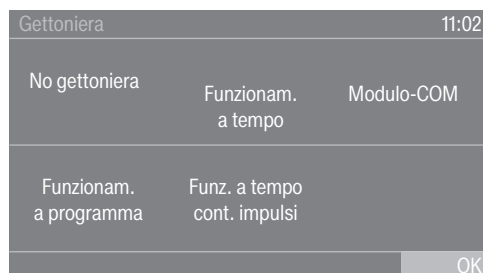 Gettoniera 11:02
No gettoniera
Funzionam.
a tempo
Modulo-COM
Funzionam.
a programma
Funz. a tempo
cont. impulsi
OK